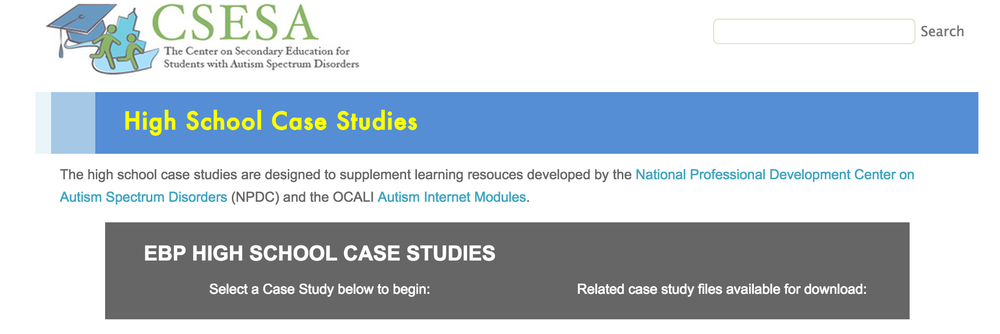 CSESA
The Center on Secondary Education for
Students with Autism Spectrum Disorders
Search
High School Case Studies
The high school case studies are designed to supplement learning resouces developed by the National Professional Development Center on
Autism Spectrum Disorders (NPDC) and the OCALI Autism Internet Modules.
EBP HIGH SCHOOL CASE STUDIES
Select a Case Study below to begin:
Related case study files available for download: